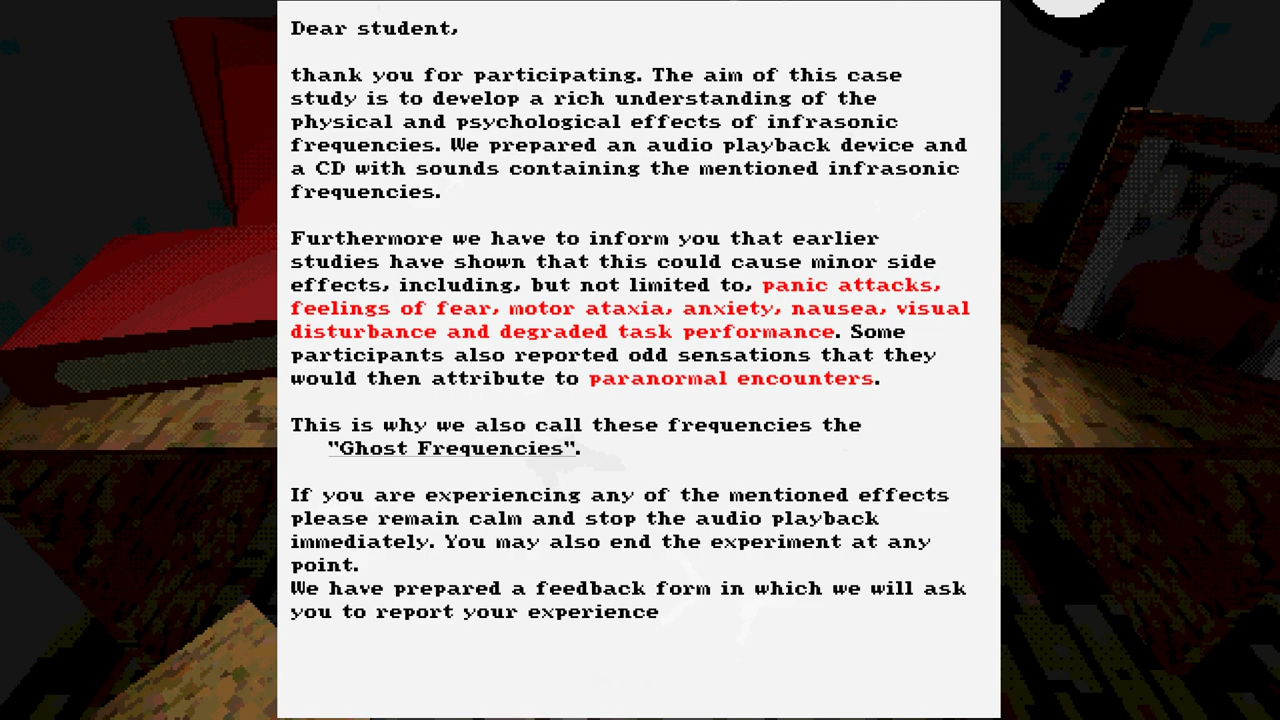 Dear student,
thank you for participating. The aim of this case
study is to develop a rich understanding of the
physical and psychological effects of infrasonic
frequencies. We prepared an audio playback device and
a CD with sounds containing the mentioned infrasonic
frequencies.
Furthermore we have to inform you that earlier
studies have shown that this could cause minor side
effects, including, but not limited to, panic attacks,
feelings of fear, motor ataxia, anxiety, nausea, visual
disturbance and degraded task performance. Some
participants also reported odd sensations that they
would then attribute to paranormal encounters.
This is why we also call these frequencies the
"Ghost Frequencies".
If you are experiencing any of the mentioned effects
please remain calm and stop the audio playback
immediately. You may also end the experiment at any
point.
We have prepared a feedback form in which we will ask
you to report your experience